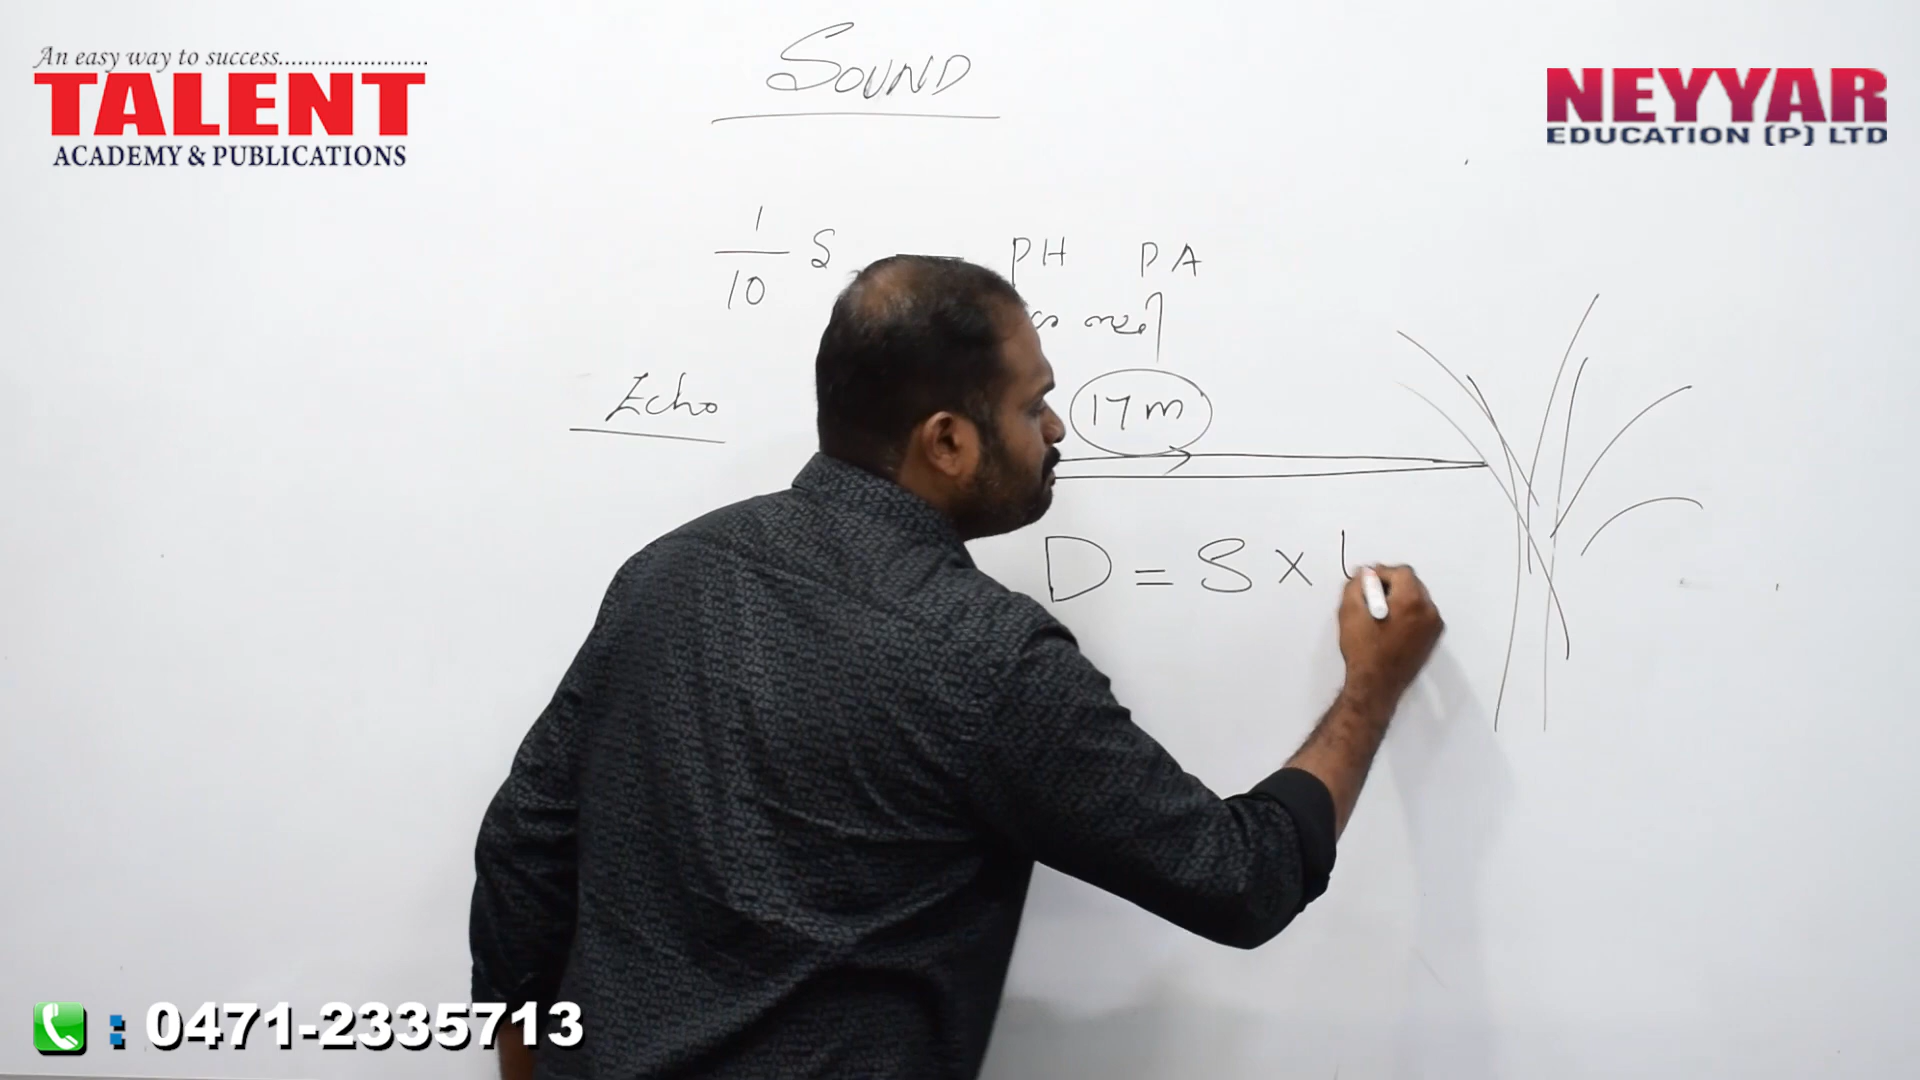 An easy way to success.......................
TALENT
ACADEMY & PUBLICATIONS
NEYYAR
EDUCATION (P) LTD
SOUND
1
10
S
PH PA
Echo
17m
D = S ×
: 0471-2335713